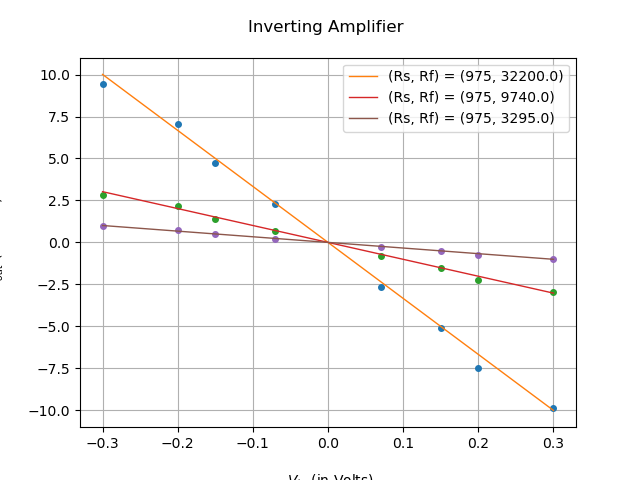 Inverting Amplifier
(Rs, Rf) = (975, 32200.0)
(Rs, Rf) = (975, 9740.0)
(Rs, Rf) = (975, 3295.0)
10.0
7.5
5.0
2.5
0.0
−2.5
−5.0
−7.5
−10.0
−0.3 −0.2 −0.1 0.0 0.1 0.2 0.3
(in Volts)